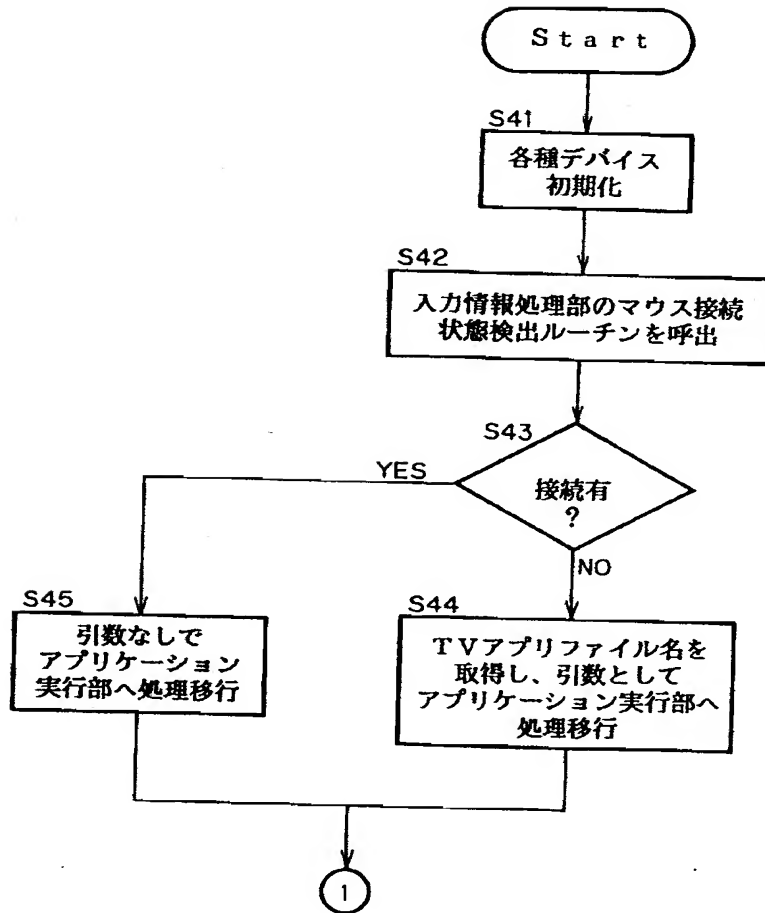 Start
S41
各種デバイス
初期化
S42
入力情報処理部のマウス接続
状態検出ルーチンを呼出
S43
接続有
?
YES
NO
S45
引数なしで
アプリケーション
実行部へ処理移行
S44
TVアプリファイル名を
取得し、引数として
アプリケーション実行部へ
処理移行
1